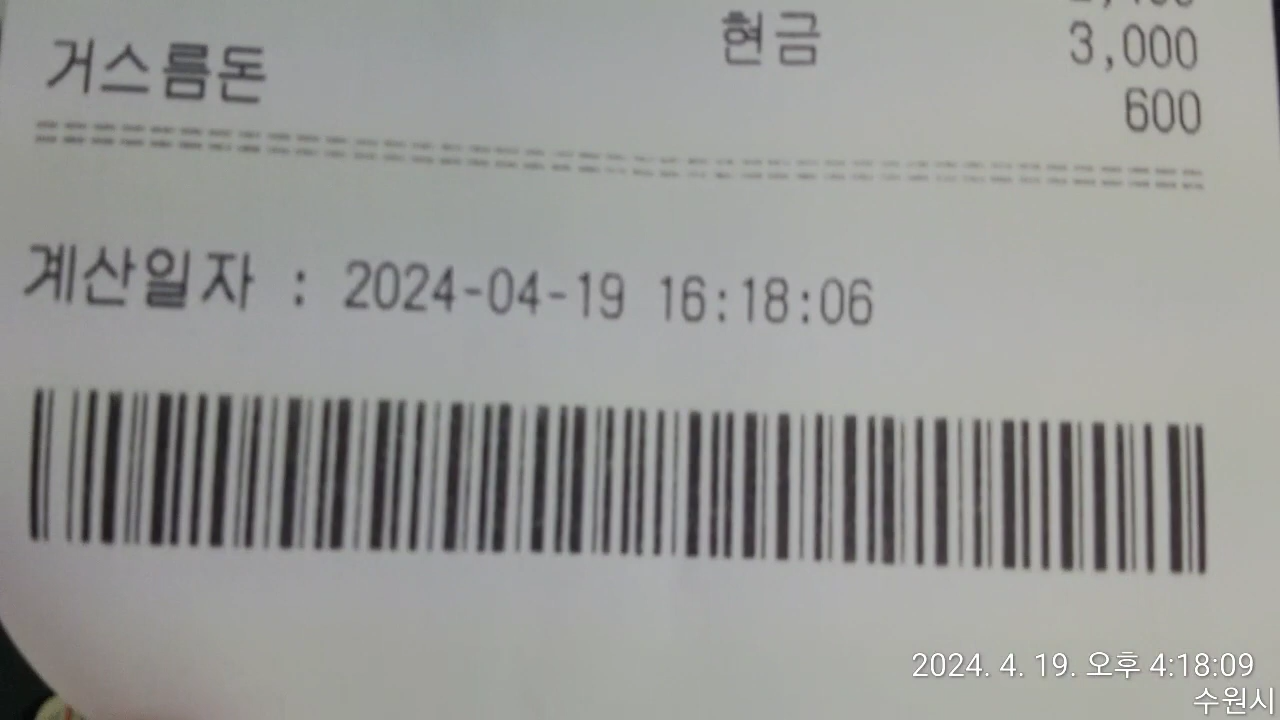 현금 3,000
거스름돈 600
계산일자 : 2024-04-19 16:18:06
2024. 4. 19. 오후 4:18:09
수원시